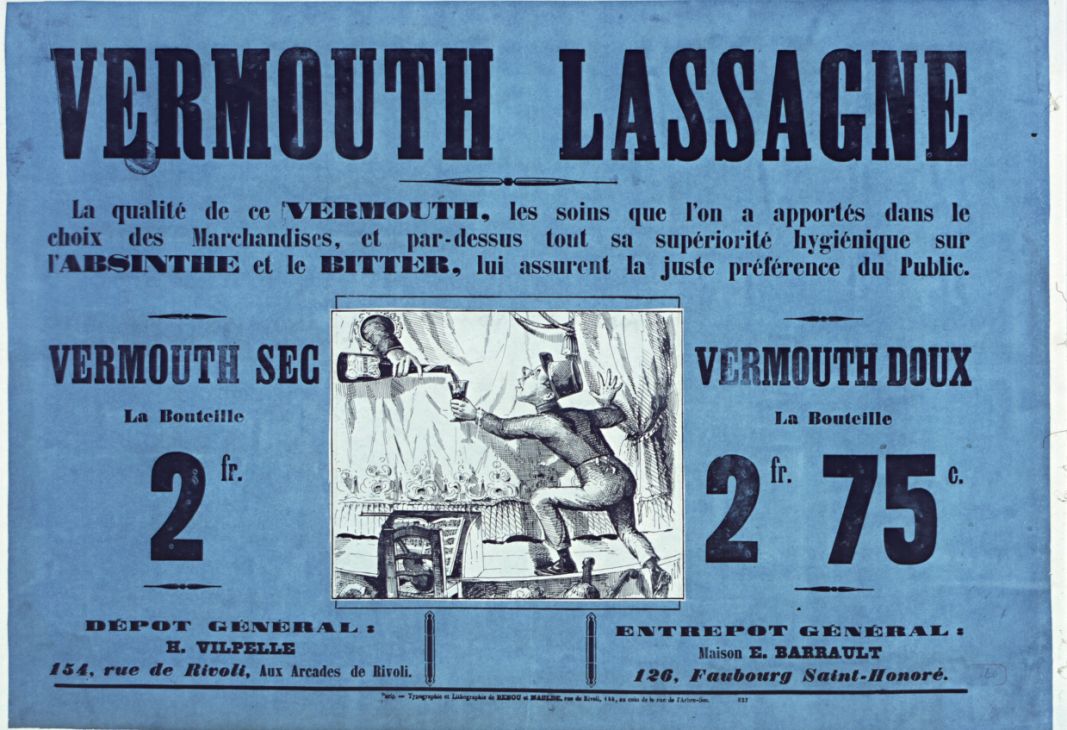 VERMOUTH LASSAGNE
La qualité de ce VERMOUTH, les soins que l'on a apportés dans le
choix des Marchandises, et par-dessus tout sa supériorité hygiénique sur
l'ABSINTHE et le BITTER, lui assurent la juste préférence du Public.
VERMOUTH SEC
La Bouteille
2 fr.
VERMOUTH DOUX
La Bouteille
2 fr. 75 c.
DÉPOT GÉNÉRAL :
H. VILPELLE
154, rue de Rivoli, Aux Arcades de Rivoli.
ENTREPOT GÉNÉRAL :
Maison E. BARRAULT
126, Faubourg Saint-Honoré.
Typographie et Lithographie de RENOU et MAULDE, rue de Rivoli, 144, au coin de la rue de l'Arbre-Sec. 827